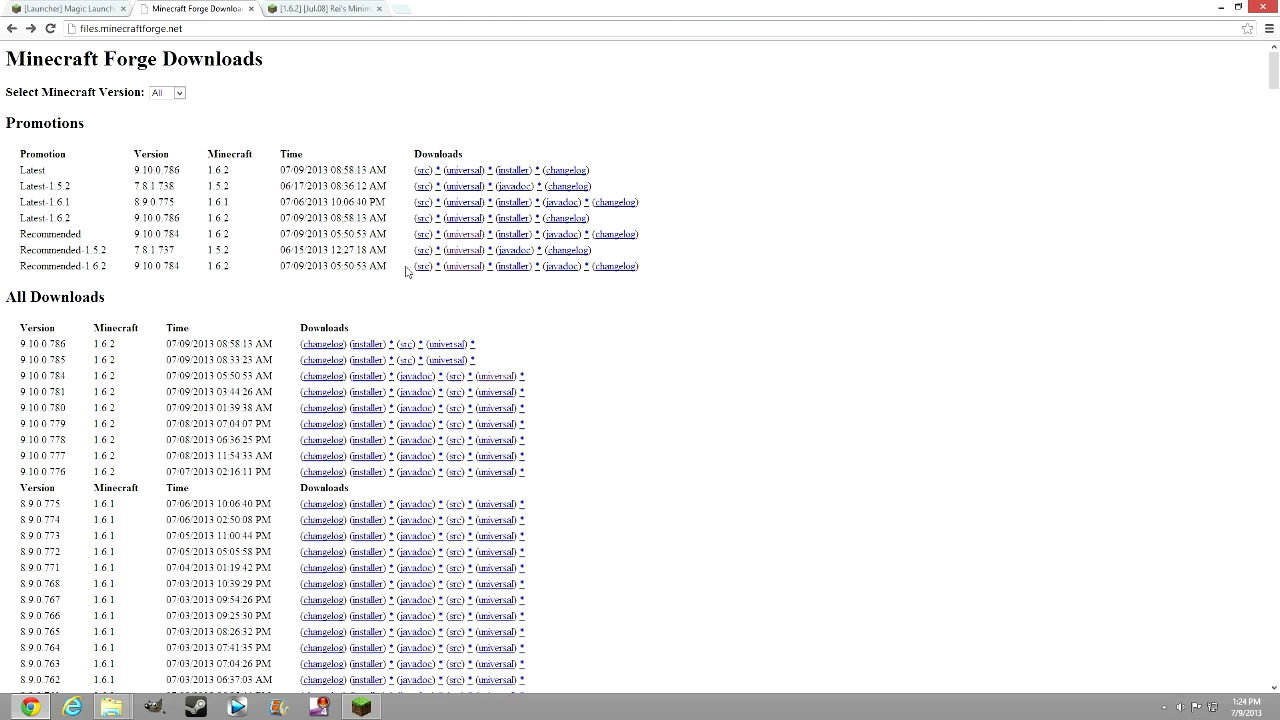 [Launcher] Magic Launch × Minecraft Forge Downloa × [1.6.2] [Jul.08] Rei's Minim ×
files.minecraftforge.net
Minecraft Forge Downloads
Select Minecraft Version: All
Promotions
Promotion Version Minecraft Time Downloads
Latest 9.10.0.786 1.6.2 07/09/2013 08:58:13 AM (src) * (universal) * (installer) * (changelog)
Latest-1.5.2 7.8.1.738 1.5.2 06/17/2013 08:36:12 AM (src) * (universal) * (javadoc) * (changelog)
Latest-1.6.1 8.9.0.775 1.6.1 07/06/2013 10:06:40 PM (src) * (universal) * (installer) * (javadoc) * (changelog)
Latest-1.6.2 9.10.0.786 1.6.2 07/09/2013 08:58:13 AM (src) * (universal) * (installer) * (changelog)
Recommended 9.10.0.784 1.6.2 07/09/2013 05:50:53 AM (src) * (universal) * (installer) * (javadoc) * (changelog)
Recommended-1.5.2 7.8.1.737 1.5.2 06/15/2013 12:27:18 AM (src) * (universal) * (javadoc) * (changelog)
Recommended-1.6.2 9.10.0.784 1.6.2 07/09/2013 05:50:53 AM (src) * (universal) * (installer) * (javadoc) * (changelog)
All Downloads
Version Minecraft Time Downloads
9.10.0.786 1.6.2 07/09/2013 08:58:13 AM (changelog) (installer) * (src) * (universal) *
9.10.0.785 1.6.2 07/09/2013 08:33:23 AM (changelog) (installer) * (src) * (universal) *
9.10.0.784 1.6.2 07/09/2013 05:50:53 AM (changelog) (installer) * (javadoc) * (src) * (universal) *
9.10.0.781 1.6.2 07/09/2013 03:44:26 AM (changelog) (installer) * (javadoc) * (src) * (universal) *
9.10.0.780 1.6.2 07/09/2013 01:39:38 AM (changelog) (installer) * (javadoc) * (src) * (universal) *
9.10.0.779 1.6.2 07/08/2013 07:04:07 PM (changelog) (installer) * (javadoc) * (src) * (universal) *
9.10.0.778 1.6.2 07/08/2013 06:36:25 PM (changelog) (installer) * (javadoc) * (src) * (universal) *
9.10.0.777 1.6.2 07/08/2013 11:54:33 AM (changelog) (installer) * (javadoc) * (src) * (universal) *
9.10.0.776 1.6.2 07/07/2013 02:16:11 PM (changelog) (installer) * (javadoc) * (src) * (universal) *
Version Minecraft Time Downloads
8.9.0.775 1.6.1 07/06/2013 10:06:40 PM (changelog) (installer) * (javadoc) * (src) * (universal) *
8.9.0.774 1.6.1 07/06/2013 02:50:08 PM (changelog) (installer) * (javadoc) * (src) * (universal) *
8.9.0.773 1.6.1 07/05/2013 11:00:44 PM (changelog) (installer) * (javadoc) * (src) * (universal) *
8.9.0.772 1.6.1 07/05/2013 05:05:58 PM (changelog) (installer) * (javadoc) * (src) * (universal) *
8.9.0.771 1.6.1 07/04/2013 01:19:42 PM (changelog) (installer) * (javadoc) * (src) * (universal) *
8.9.0.768 1.6.1 07/03/2013 10:39:29 PM (changelog) (installer) * (javadoc) * (src) * (universal) *
8.9.0.767 1.6.1 07/03/2013 09:54:26 PM (changelog) (installer) * (javadoc) * (src) * (universal) *
8.9.0.766 1.6.1 07/03/2013 09:25:30 PM (changelog) (installer) * (javadoc) * (src) * (universal) *
8.9.0.765 1.6.1 07/03/2013 08:26:32 PM (changelog) (installer) * (javadoc) * (src) * (universal) *
8.9.0.764 1.6.1 07/03/2013 07:41:35 PM (changelog) (installer) * (javadoc) * (src) * (universal) *
8.9.0.763 1.6.1 07/03/2013 07:04:26 PM (changelog) (installer) * (javadoc) * (src) * (universal) *
8.9.0.762 1.6.1 07/03/2013 06:37:03 AM (changelog) (installer) * (javadoc) * (src) * (universal) *
1:24 PM
7/9/2013